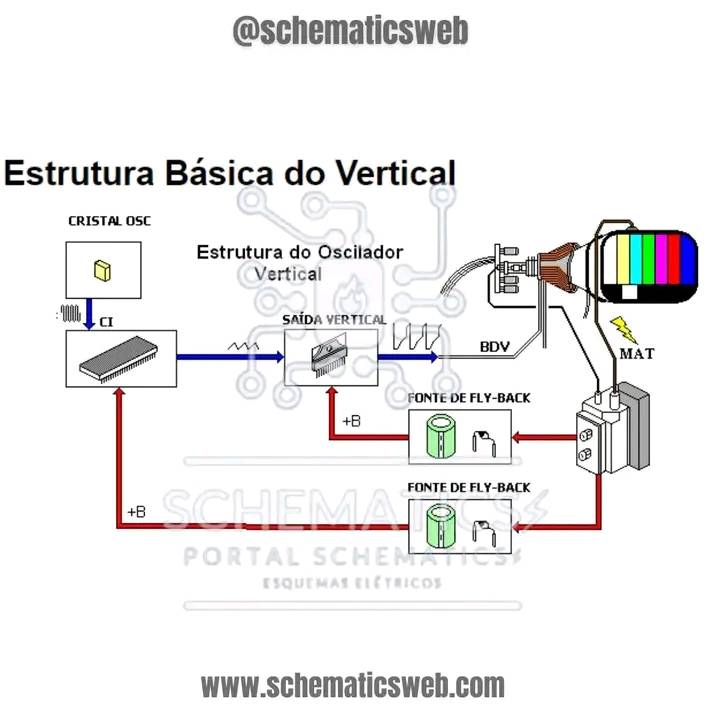 @schematicsweb
Estrutura Básica do Vertical
CRISTAL OSC
Estrutura do Oscilador
Vertical
CI
SAÍDA VERTICAL
BDV
MAT
FONTE DE FLY-BACK
+B
FONTE DE FLY-BACK
+B
SCHEMATICS
PORTAL SCHEMATICS
ESQUEMAS ELÉTRICOS
www.schematicsweb.com